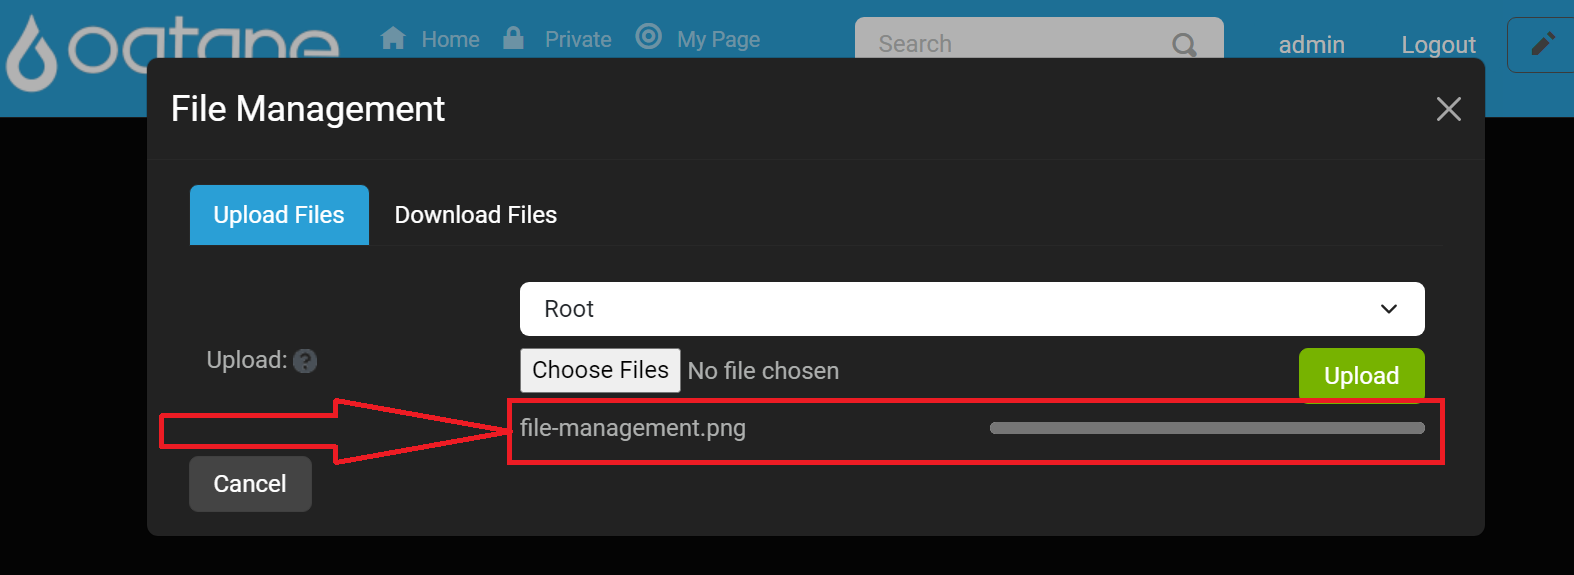 oqtane
Home Private My Page Search admin Logout
File Management
Upload Files Download Files
Root
Upload:
Choose Files No file chosen Upload
file-management.png
Cancel